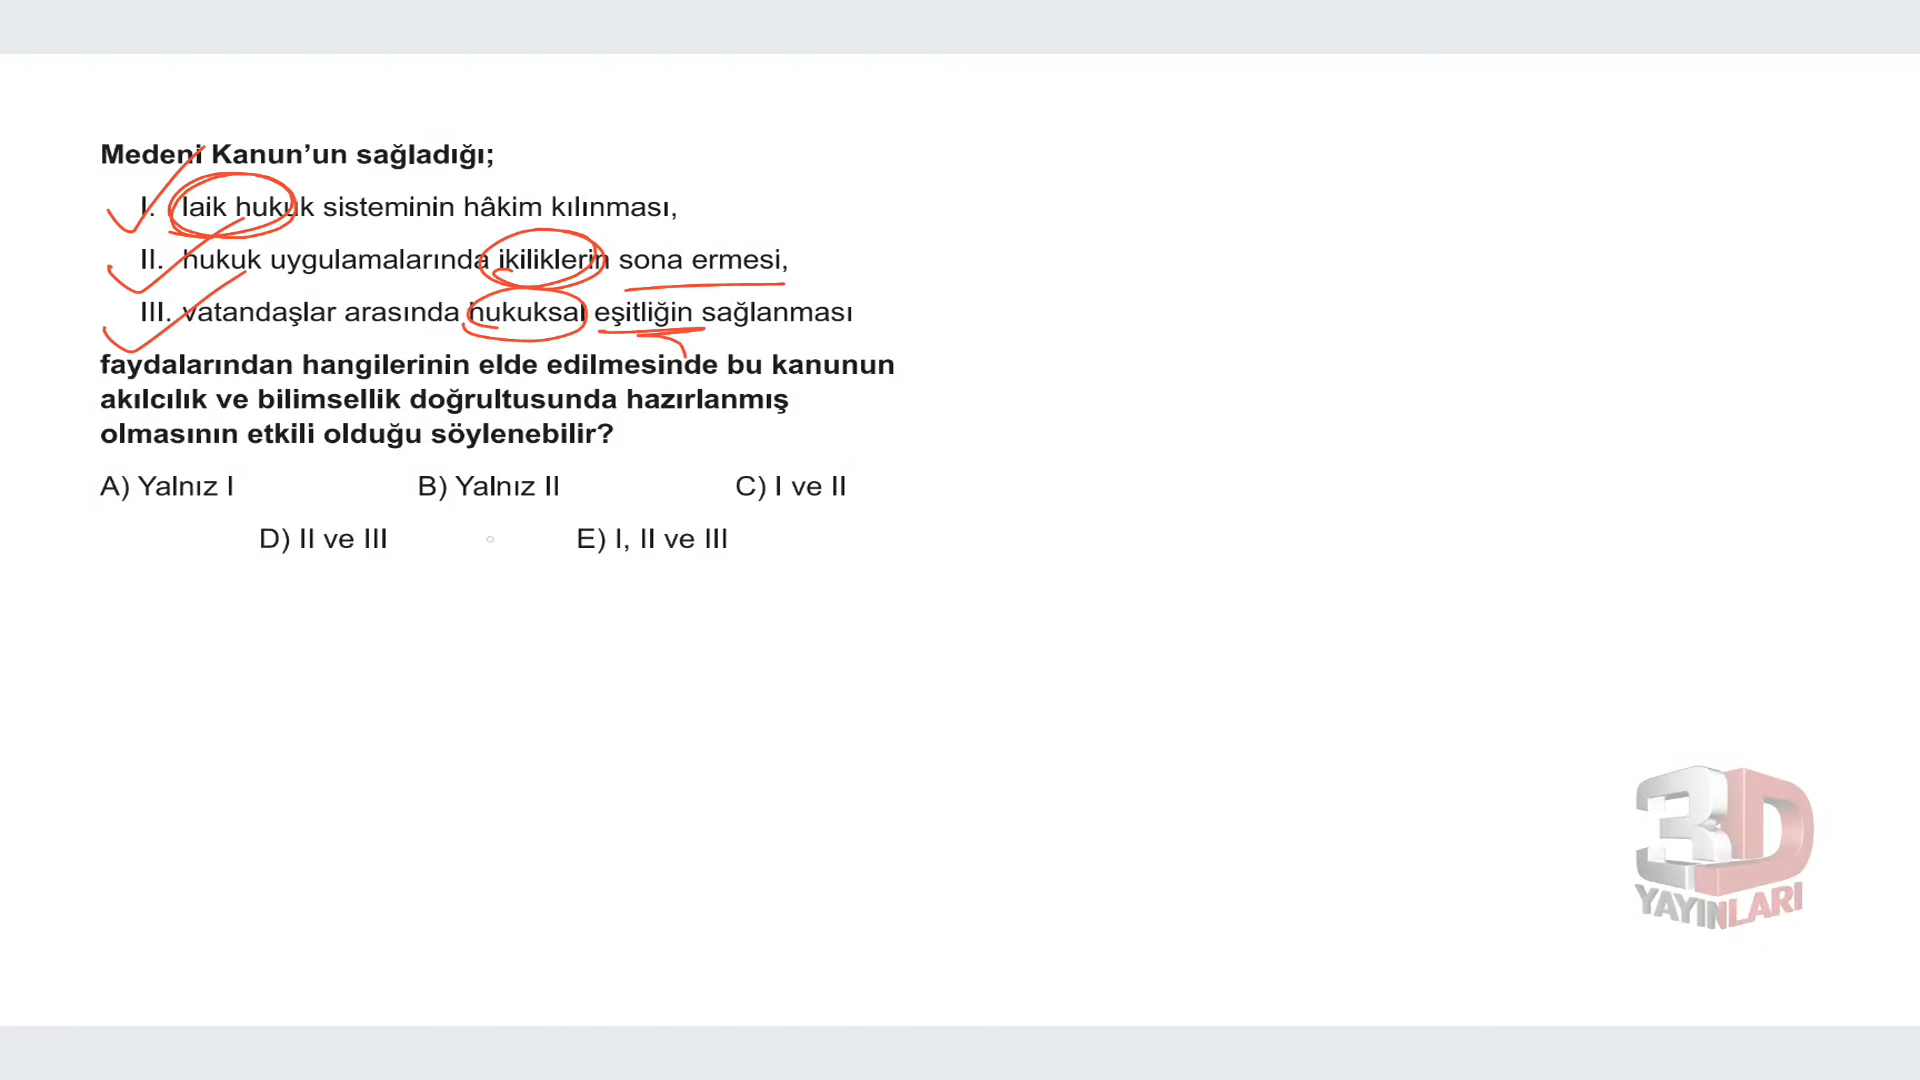 Medeni Kanun’un sağladığı;
I. laik hukuk sisteminin hâkim kılınması,
II. hukuk uygulamalarında ikiliklerin sona ermesi,
III. vatandaşlar arasında hukuksal eşitliğin sağlanması
faydalarından hangilerinin elde edilmesinde bu kanunun
akılcılık ve bilimsellik doğrultusunda hazırlanmış
olmasının etkili olduğu söylenebilir?
A) Yalnız I B) Yalnız II C) I ve II
D) II ve III E) I, II ve III
3D
YAYINLARI